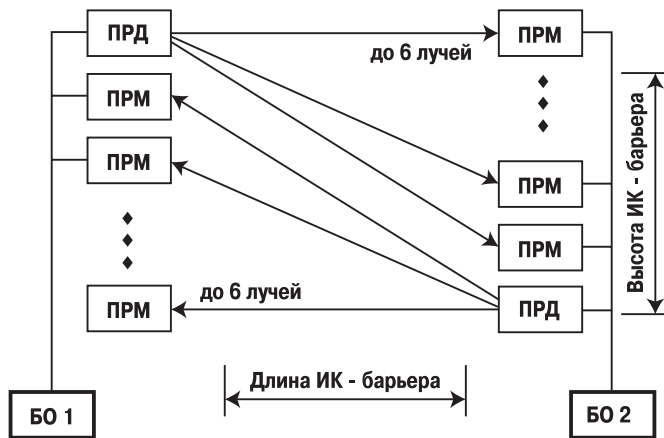 ПРД
ПРМ
до 6 лучей
ПРМ
ПРМ
ПРМ
ПРМ
Высота ИК - барьера
ПРМ
до 6 лучей
ПРД
Длина ИК - барьера
БО 1
БО 2